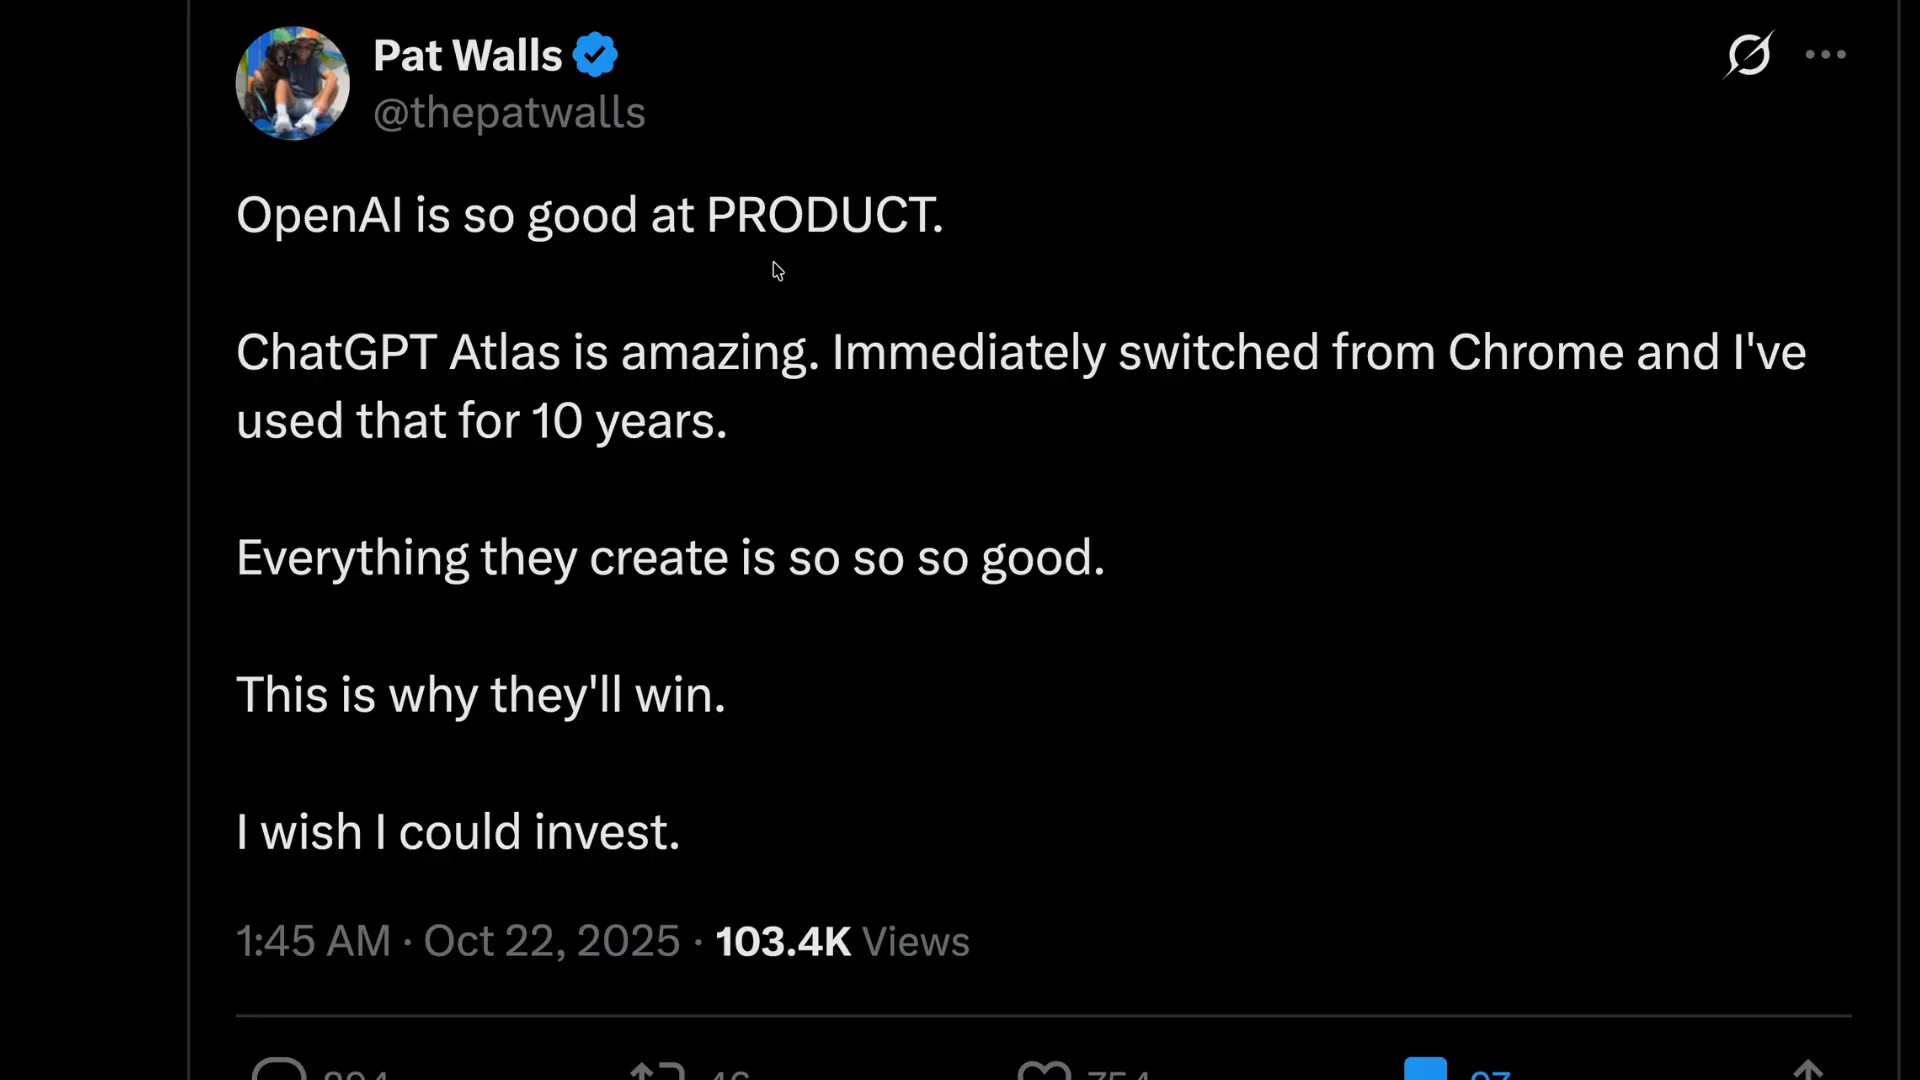 Pat Walls
@thepatwalls
OpenAI is so good at PRODUCT.
ChatGPT Atlas is amazing. Immediately switched from Chrome and I've
used that for 10 years.
Everything they create is so so so good.
This is why they'll win.
I wish I could invest.
1:45 AM · Oct 22, 2025 · 103.4K Views